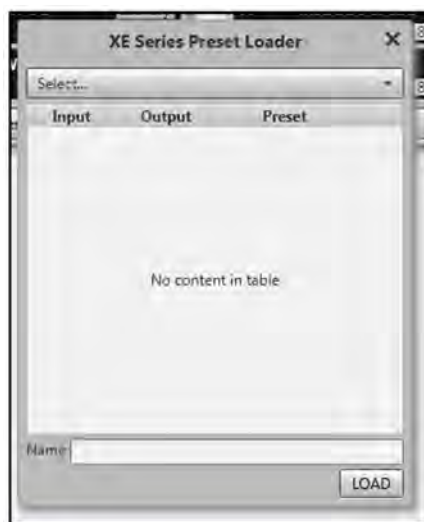 XE Series Preset Loader ×
Select...
Input Output Preset
No content in table
Name
LOAD